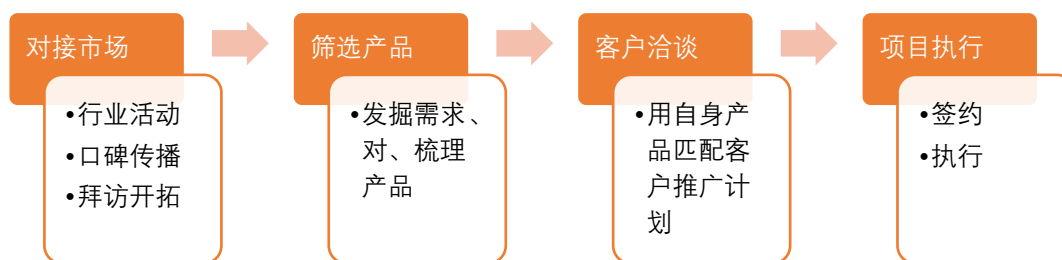 对接市场
•行业活动
•口碑传播
•拜访开拓
筛选产品
•发掘需求、
对、梳理
产品
客户洽谈
•用自身产
品匹配客
户推广计
划
项目执行
•签约
•执行